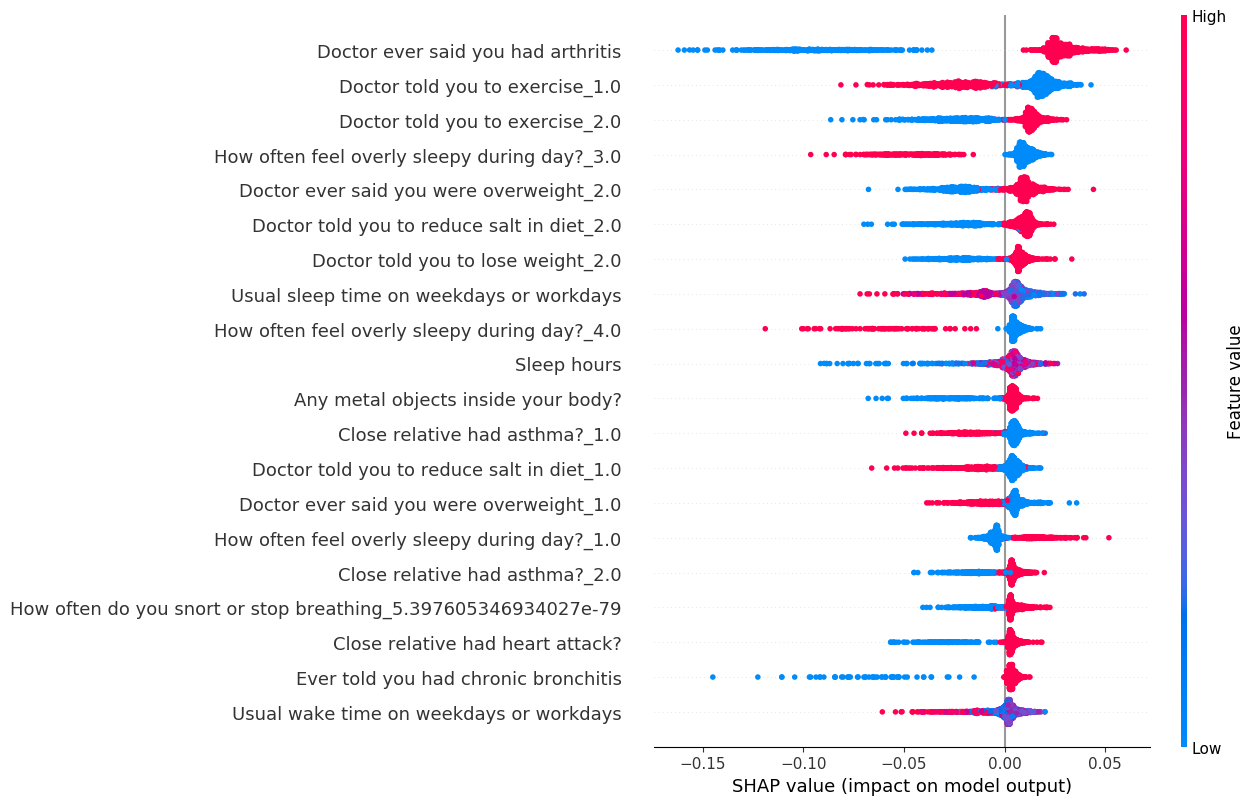 High
Doctor ever said you had arthritis
Doctor told you to exercise_1.0
Doctor told you to exercise_2.0
How often feel overly sleepy during day?_3.0
Doctor ever said you were overweight_2.0
Doctor told you to reduce salt in diet_2.0
Doctor told you to lose weight_2.0
Usual sleep time on weekdays or workdays
How often feel overly sleepy during day?_4.0
Sleep hours
Any metal objects inside your body?
Close relative had asthma?_1.0
Doctor told you to reduce salt in diet_1.0
Doctor ever said you were overweight_1.0
How often feel overly sleepy during day?_1.0
Close relative had asthma?_2.0
How often do you snort or stop breathing_5.397605346934027e-79
Close relative had heart attack?
Ever told you had chronic bronchitis
Usual wake time on weekdays or workdays
Feature value
Low
−0.15 −0.10 −0.05 0.00 0.05
SHAP value (impact on model output)